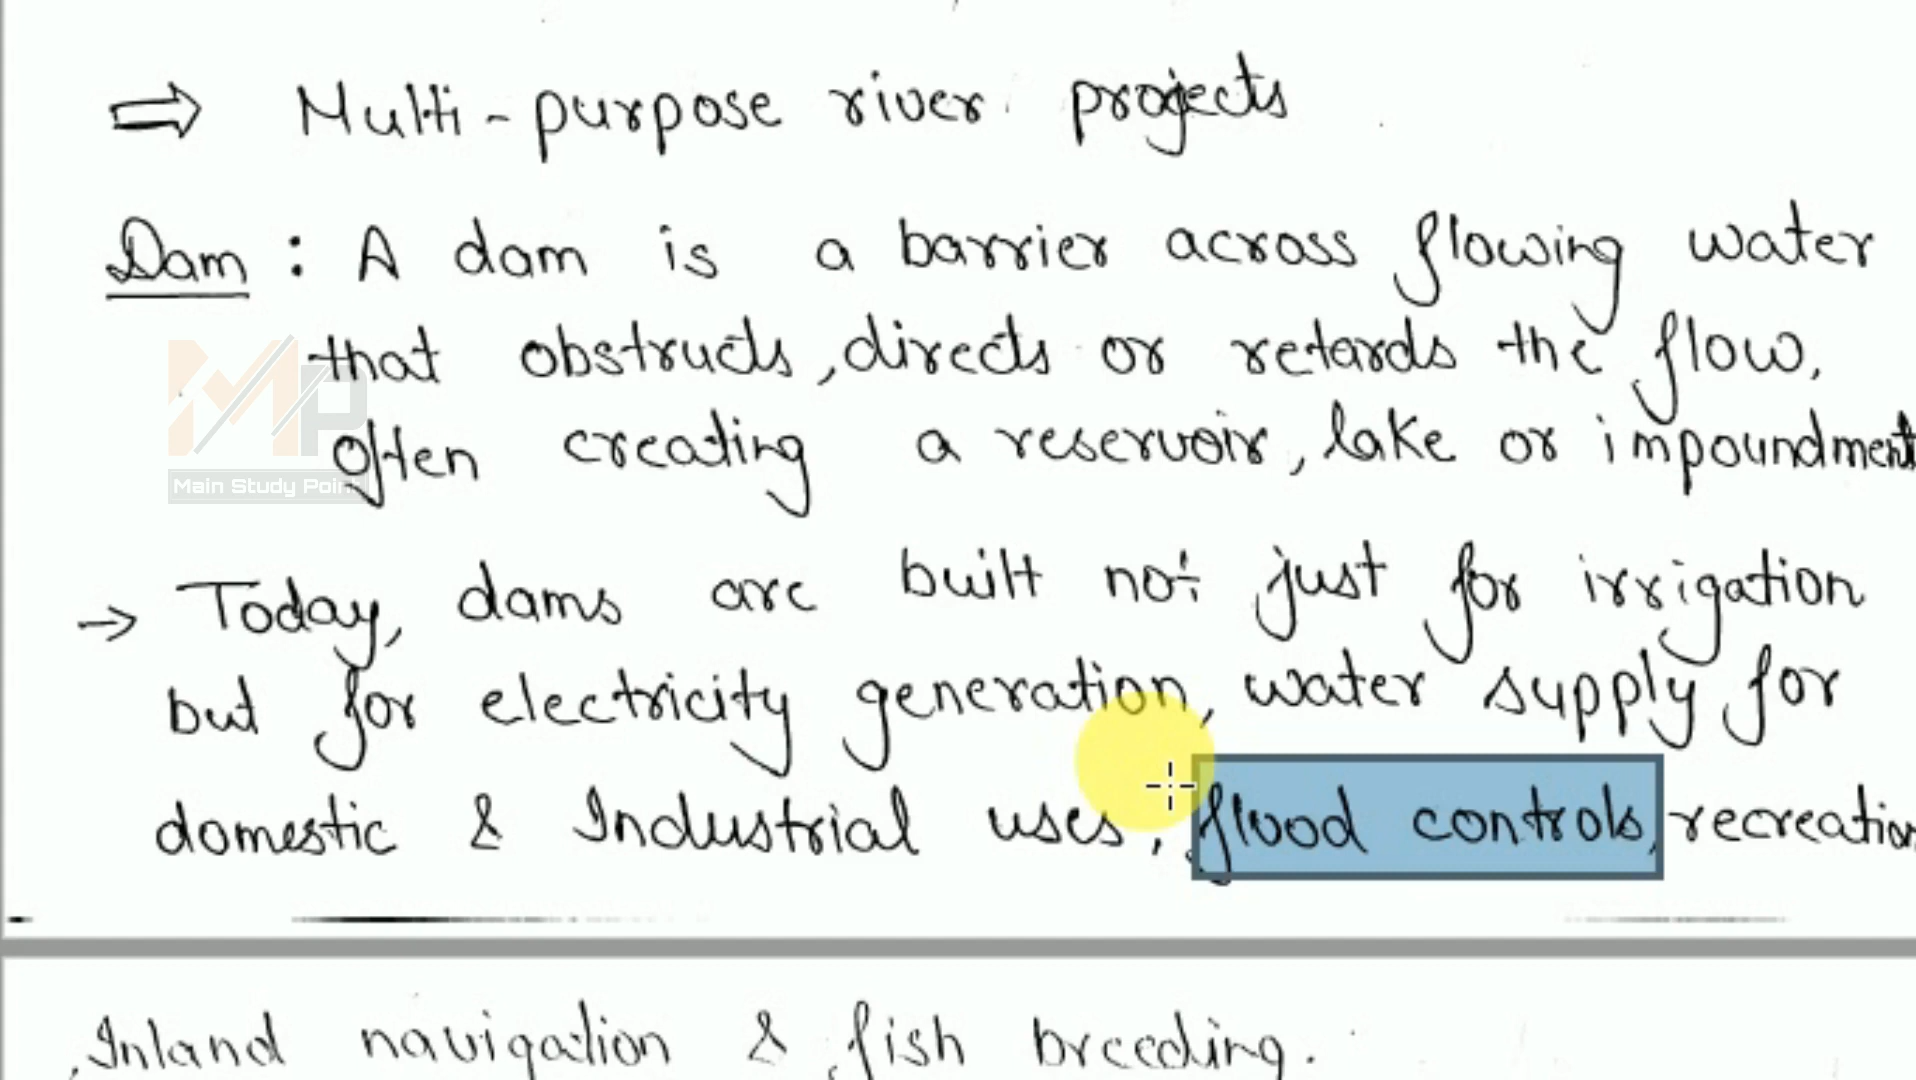 ⇒ Multi-purpose river projects
Dam : A dam is a barrier across flowing water
that obstructs, directs or retards the flow,
Often creating a reservoir, lake or impoundment
MP
Main Study Point
→ Today, dams are built not just for irrigation
but for electricity generation, water supply for
domestic & Industrial uses, flood controls, recreation
, Inland navigation & fish breeding.